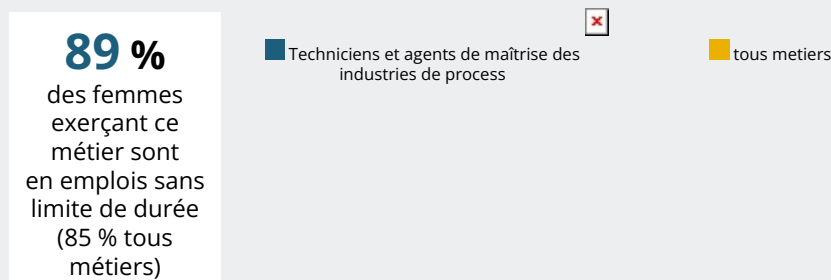 89 %
des femmes
exerçant ce
métier sont
en emplois sans
limite de durée
(85 % tous
métiers)
Techniciens et agents de maîtrise des
industries de process
tous metiers